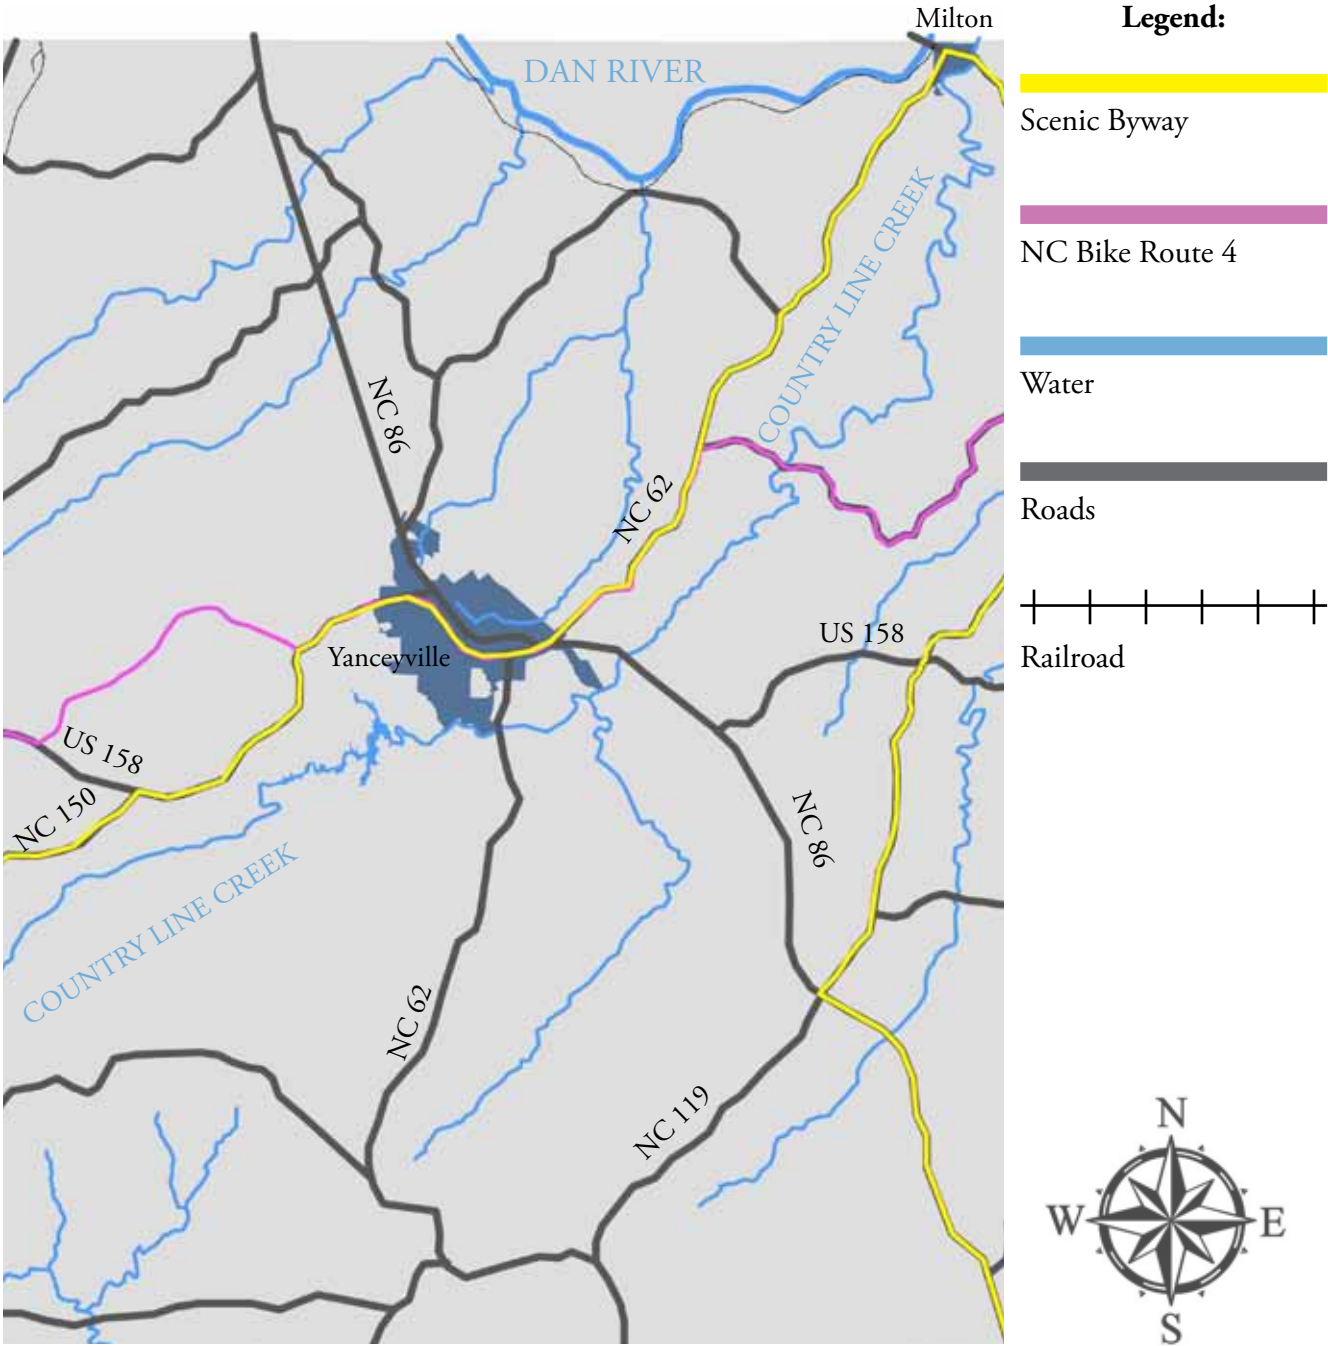 Milton
Legend:
DAN RIVER
Scenic Byway
COUNTRY LINE CREEK
NC Bike Route 4
Water
NC 86
NC 62
Roads
US 158
Yanceyville
Railroad
US 158
NC 150
NC 86
COUNTRY LINE CREEK
NC 62
NC 119
N
W E
S